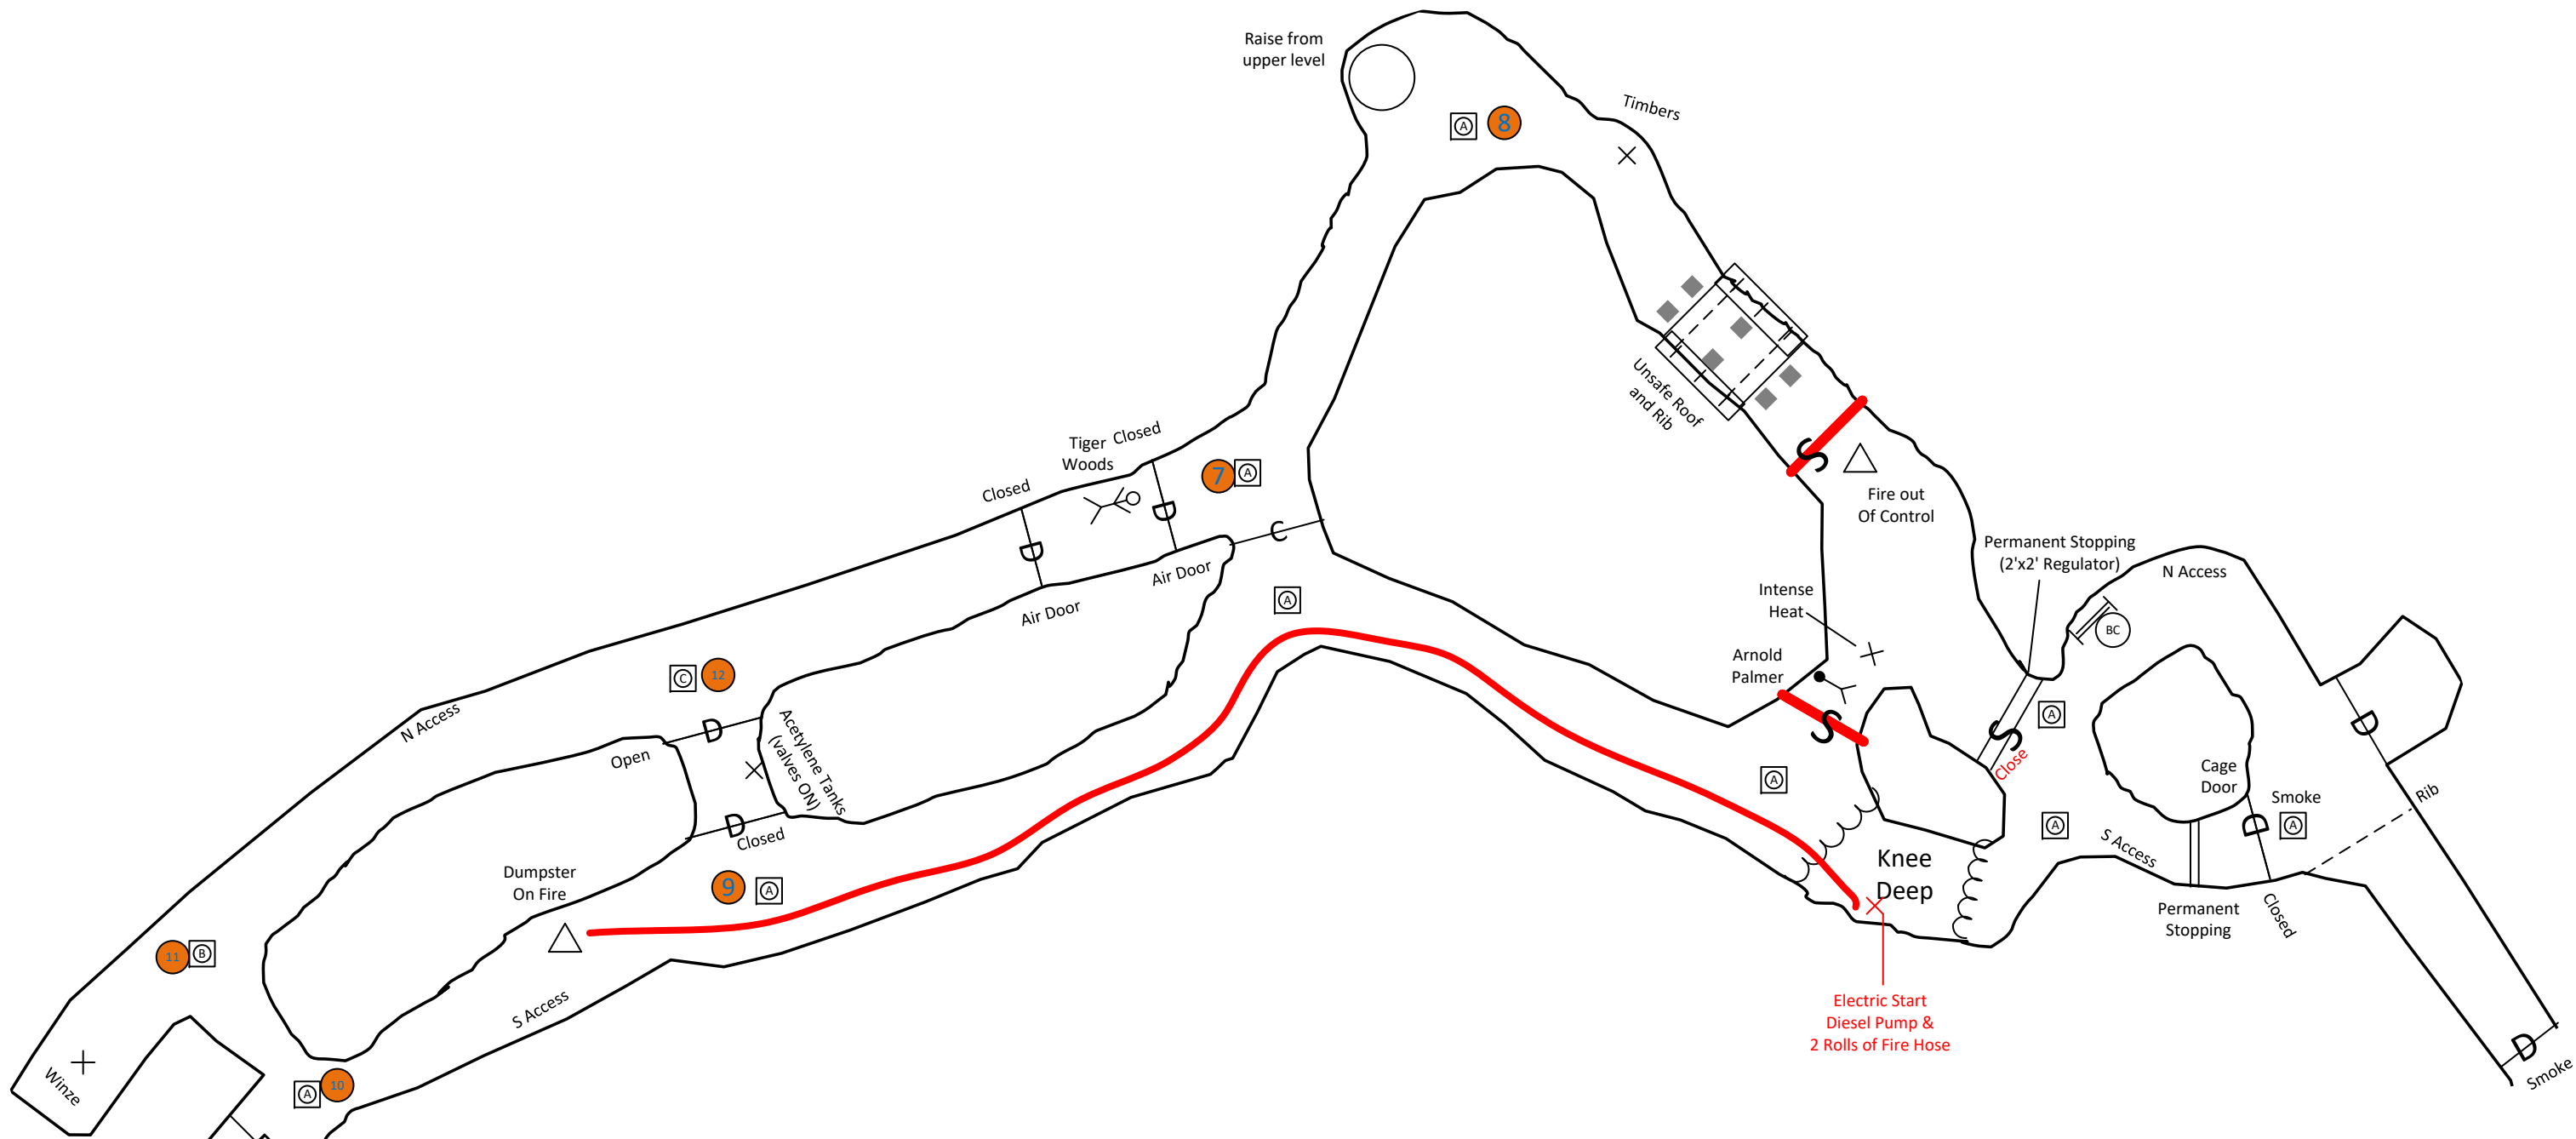 Raise from
upper level
A
8
Timbers
Unsafe Roof
and Rib
S
Fire out
Of Control
Tiger
Woods
Closed
Closed
D
D
7
A
C
Air Door
Air Door
A
Permanent Stopping
(2'x2' Regulator)
N Access
BC
Intense
Heat
Arnold
Palmer
S
A
S
Close
A
D
C
12
N Access
Open
D
Acetylene Tanks
(valves ON)
D
Closed
Cage
Door
Smoke
D
A
Rib
A
S Access
Knee
Deep
Permanent
Stopping
Closed
Dumpster
On Fire
9
A
11
B
S Access
Electric Start
Diesel Pump &
2 Rolls of Fire Hose
D
Smoke
Winze
A
10